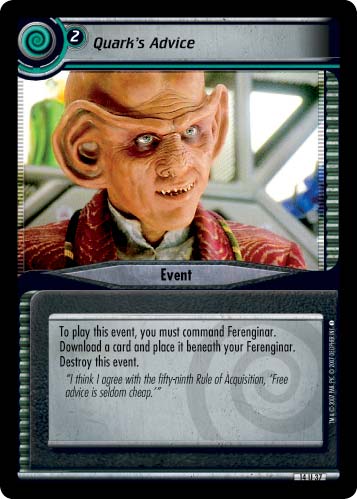 2
Quark's Advice
Event
To play this event, you must command Ferenginar.
Download a card and place it beneath your Ferenginar.
Destroy this event.
"I think I agree with the fifty-ninth Rule of Acquisition, 'Free
advice is seldom cheap.'"
14 U 37